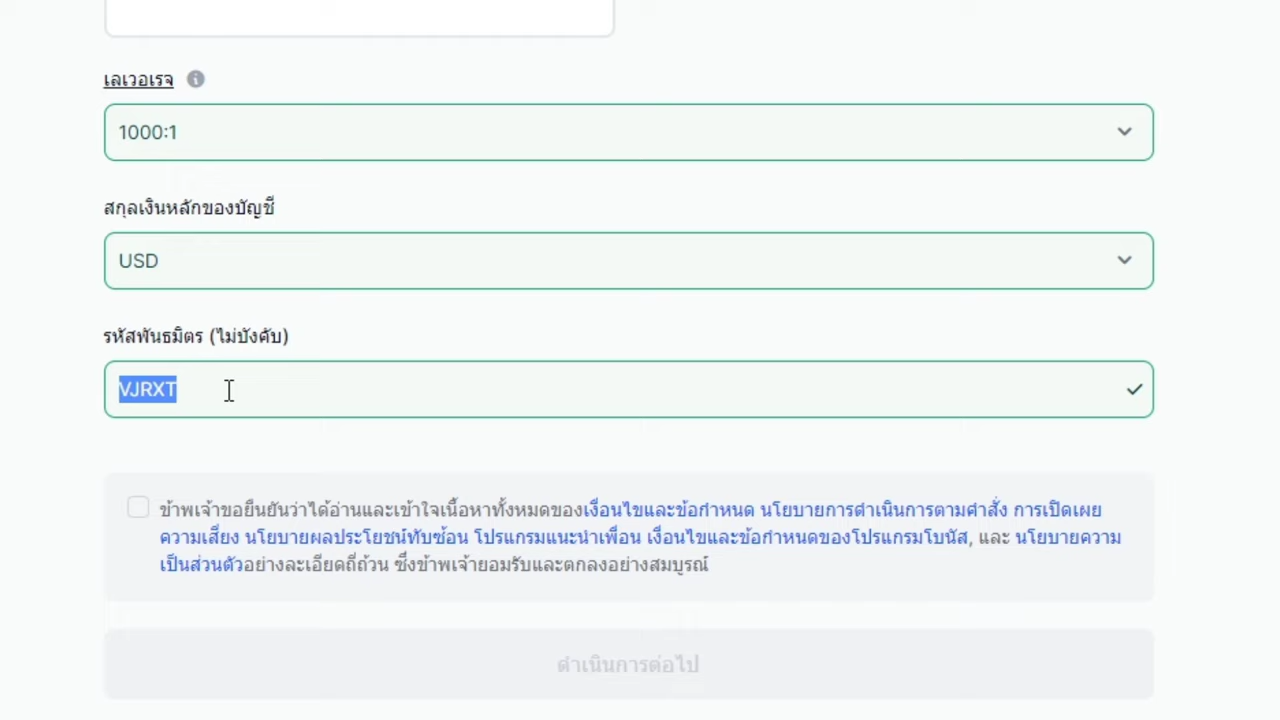 เลเวอเรจ
1000:1
สกุลเงินหลักของบัญชี
USD
รหัสพันธมิตร (ไม่บังคับ)
VJRXT
ข้าพเจ้าขอยืนยันว่าได้อ่านและเข้าใจเนื้อหาทั้งหมดของเงื่อนไขและข้อกำหนด นโยบายการดำเนินการตามคำสั่ง การเปิดเผย
ความเสี่ยง นโยบายผลประโยชน์ทับซ้อน โปรแกรมแนะนำเพื่อน เงื่อนไขและข้อกำหนดของโปรแกรมโบนัส, และ นโยบายความ
เป็นส่วนตัวอย่างละเอียดถี่ถ้วน ซึ่งข้าพเจ้ายอมรับและตกลงอย่างสมบูรณ์
ดำเนินการต่อไป